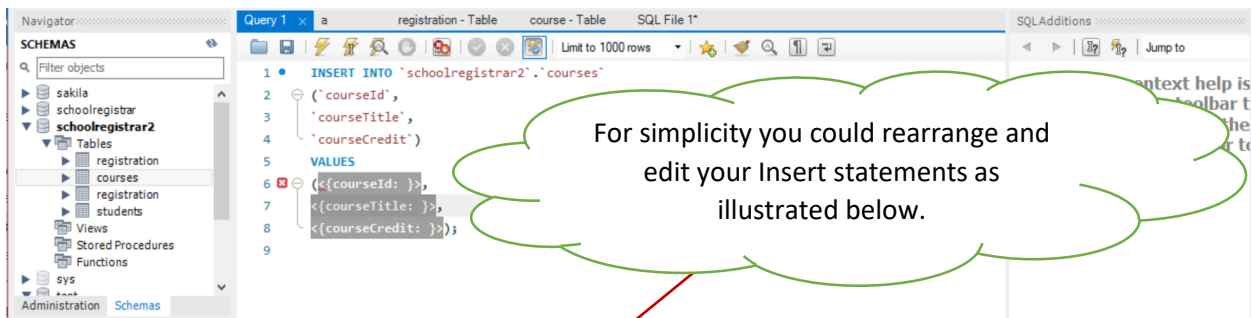 Navigator
SCHEMAS
Filter objects
sakila
schoolregistrar
schoolregistrar2
Tables
registration
courses
registration
students
Views
Stored Procedures
Functions
sys
Administration Schemas
Query 1 a registration - Table course - Table SQL File 1*
Limit to 1000 rows
1 INSERT INTO `schoolregistrar2`.`courses`
2 (`courseId`,
3 `courseTitle`,
4 `courseCredit`)
5 VALUES
6 (<{courseId: }>,
7 <{courseTitle: }>,
8 <{courseCredit: }>);
9
For simplicity you could rearrange and
edit your Insert statements as
illustrated below.
SQLAdditions
Jump to
help is